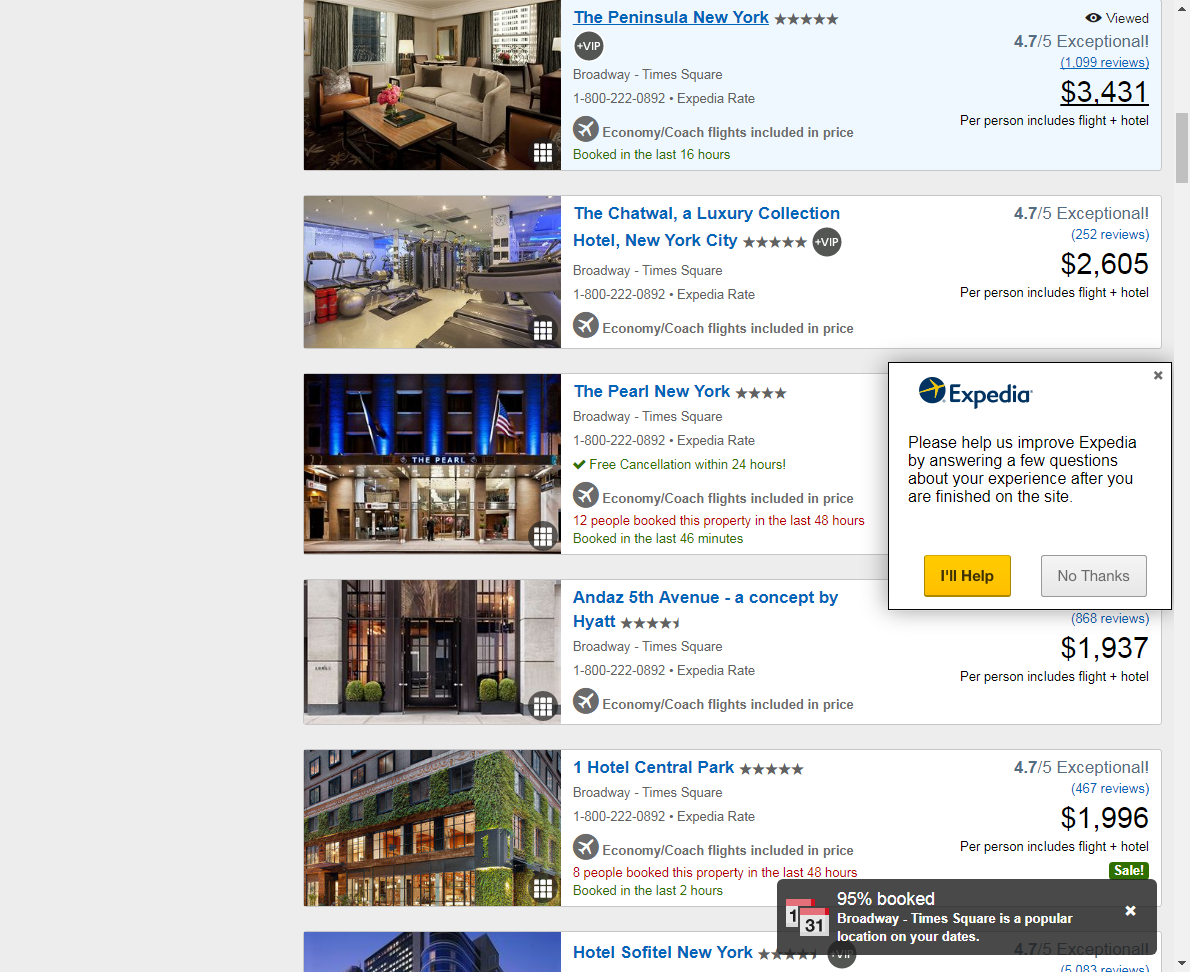 The Peninsula New York
Viewed
+VIP
4.7/5 Exceptional!
(1,099 reviews)
Broadway - Times Square
$3,431
1-800-222-0892 • Expedia Rate
Per person includes flight + hotel
Economy/Coach flights included in price
Booked in the last 16 hours
The Chatwal, a Luxury Collection
Hotel, New York City
+VIP
4.7/5 Exceptional!
(252 reviews)
Broadway - Times Square
$2,605
1-800-222-0892 • Expedia Rate
Per person includes flight + hotel
Economy/Coach flights included in price
The Pearl New York
Broadway - Times Square
1-800-222-0892 • Expedia Rate
Free Cancellation within 24 hours!
THE PEARL
Economy/Coach flights included in price
12 people booked this property in the last 48 hours
Booked in the last 46 minutes
Expedia
Please help us improve Expedia
by answering a few questions
about your experience after you
are finished on the site.
I'll Help
No Thanks
Andaz 5th Avenue - a concept by
Hyatt
(868 reviews)
Broadway - Times Square
$1,937
1-800-222-0892 • Expedia Rate
Per person includes flight + hotel
Economy/Coach flights included in price
1 Hotel Central Park
4.7/5 Exceptional!
(467 reviews)
Broadway - Times Square
$1,996
1-800-222-0892 • Expedia Rate
Per person includes flight + hotel
Economy/Coach flights included in price
Sale!
8 people booked this property in the last 48 hours
Booked in the last 2 hours
1
31
95% booked
Broadway - Times Square is a popular
location on your dates.
Hotel Sofitel New York
+VIP
4.7/5 Exceptional!
(5,083 reviews)